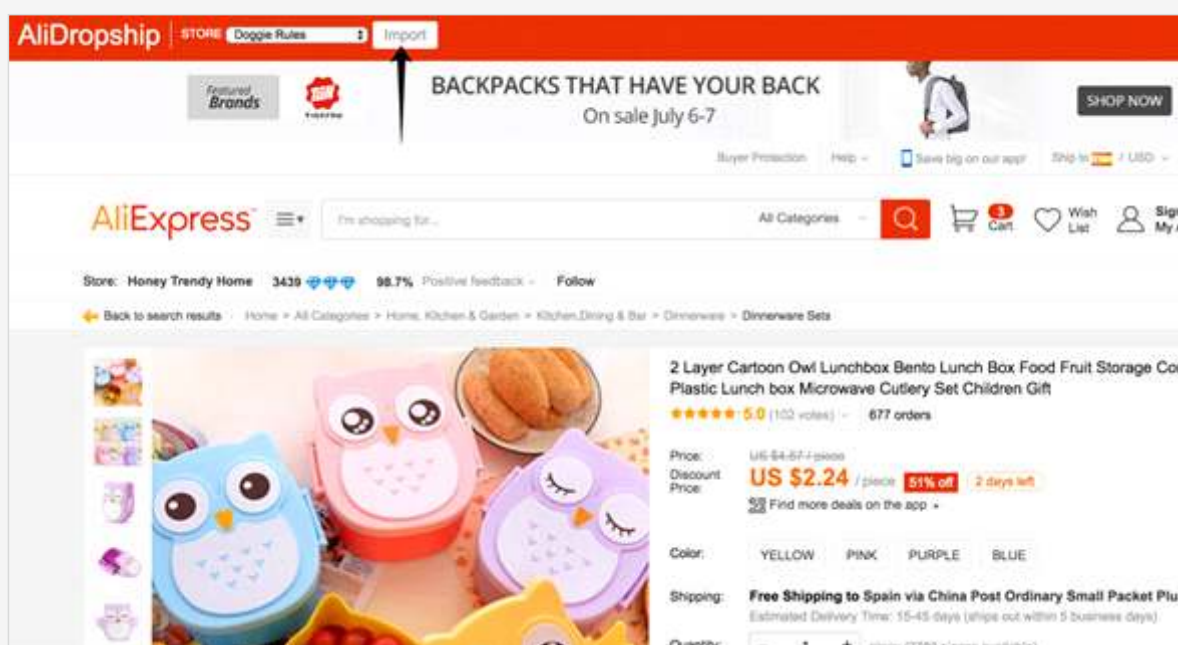 AliDropship STORE Doggie Rules Import
Featured Brands
BACKPACKS THAT HAVE YOUR BACK
On sale July 6-7
SHOP NOW
Buyer Protection Help Save big on our app! Ship to / USD
AliExpress I'm shopping for... All Categories 3 Cart Wish List
Store: Honey Trendy Home 3439 98.7% Positive feedback Follow
Back to search results Home > All Categories > Home, Kitchen & Garden > Kitchen,Dining & Bar > Dinnerware > Dinnerware Sets
2 Layer Cartoon Owl Lunchbox Bento Lunch Box Food Fruit Storage Co
Plastic Lunch box Microwave Cutlery Set Children Gift
5.0 (102 votes) 677 orders
Price: US $4.57 / piece
Discount Price: US $2.24 / piece 51% off 2 days left
Find more deals on the app
Color: YELLOW PINK PURPLE BLUE
Shipping: Free Shipping to Spain via China Post Ordinary Small Packet Plu
Estimated Delivery Time: 15-45 days (ships out within 5 business days)